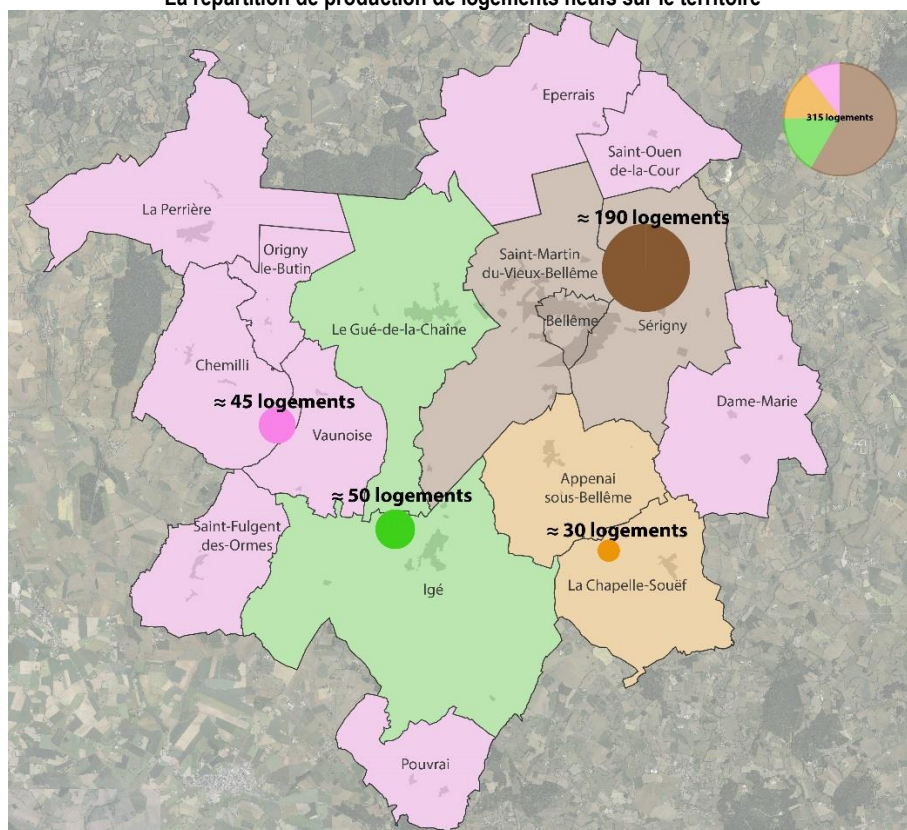 La répartition de production de logements neufs sur le territoire
315 logements
Eperrais
Saint-Ouen
de-la-Cour
La Perrière
≈ 190 logements
Origny
le-Butin
Saint-Martin
du-Vieux-Bellême
Le Gué-de-la-Chaîne
Bellême
Sérigny
Chemilli
≈ 45 logements
Dame-Marie
Vaunoise
Appenai
sous-Bellême
≈ 50 logements
Saint-Fulgent
des-Ormes
≈ 30 logements
Igé
La Chapelle-Souëf
Pouvrai